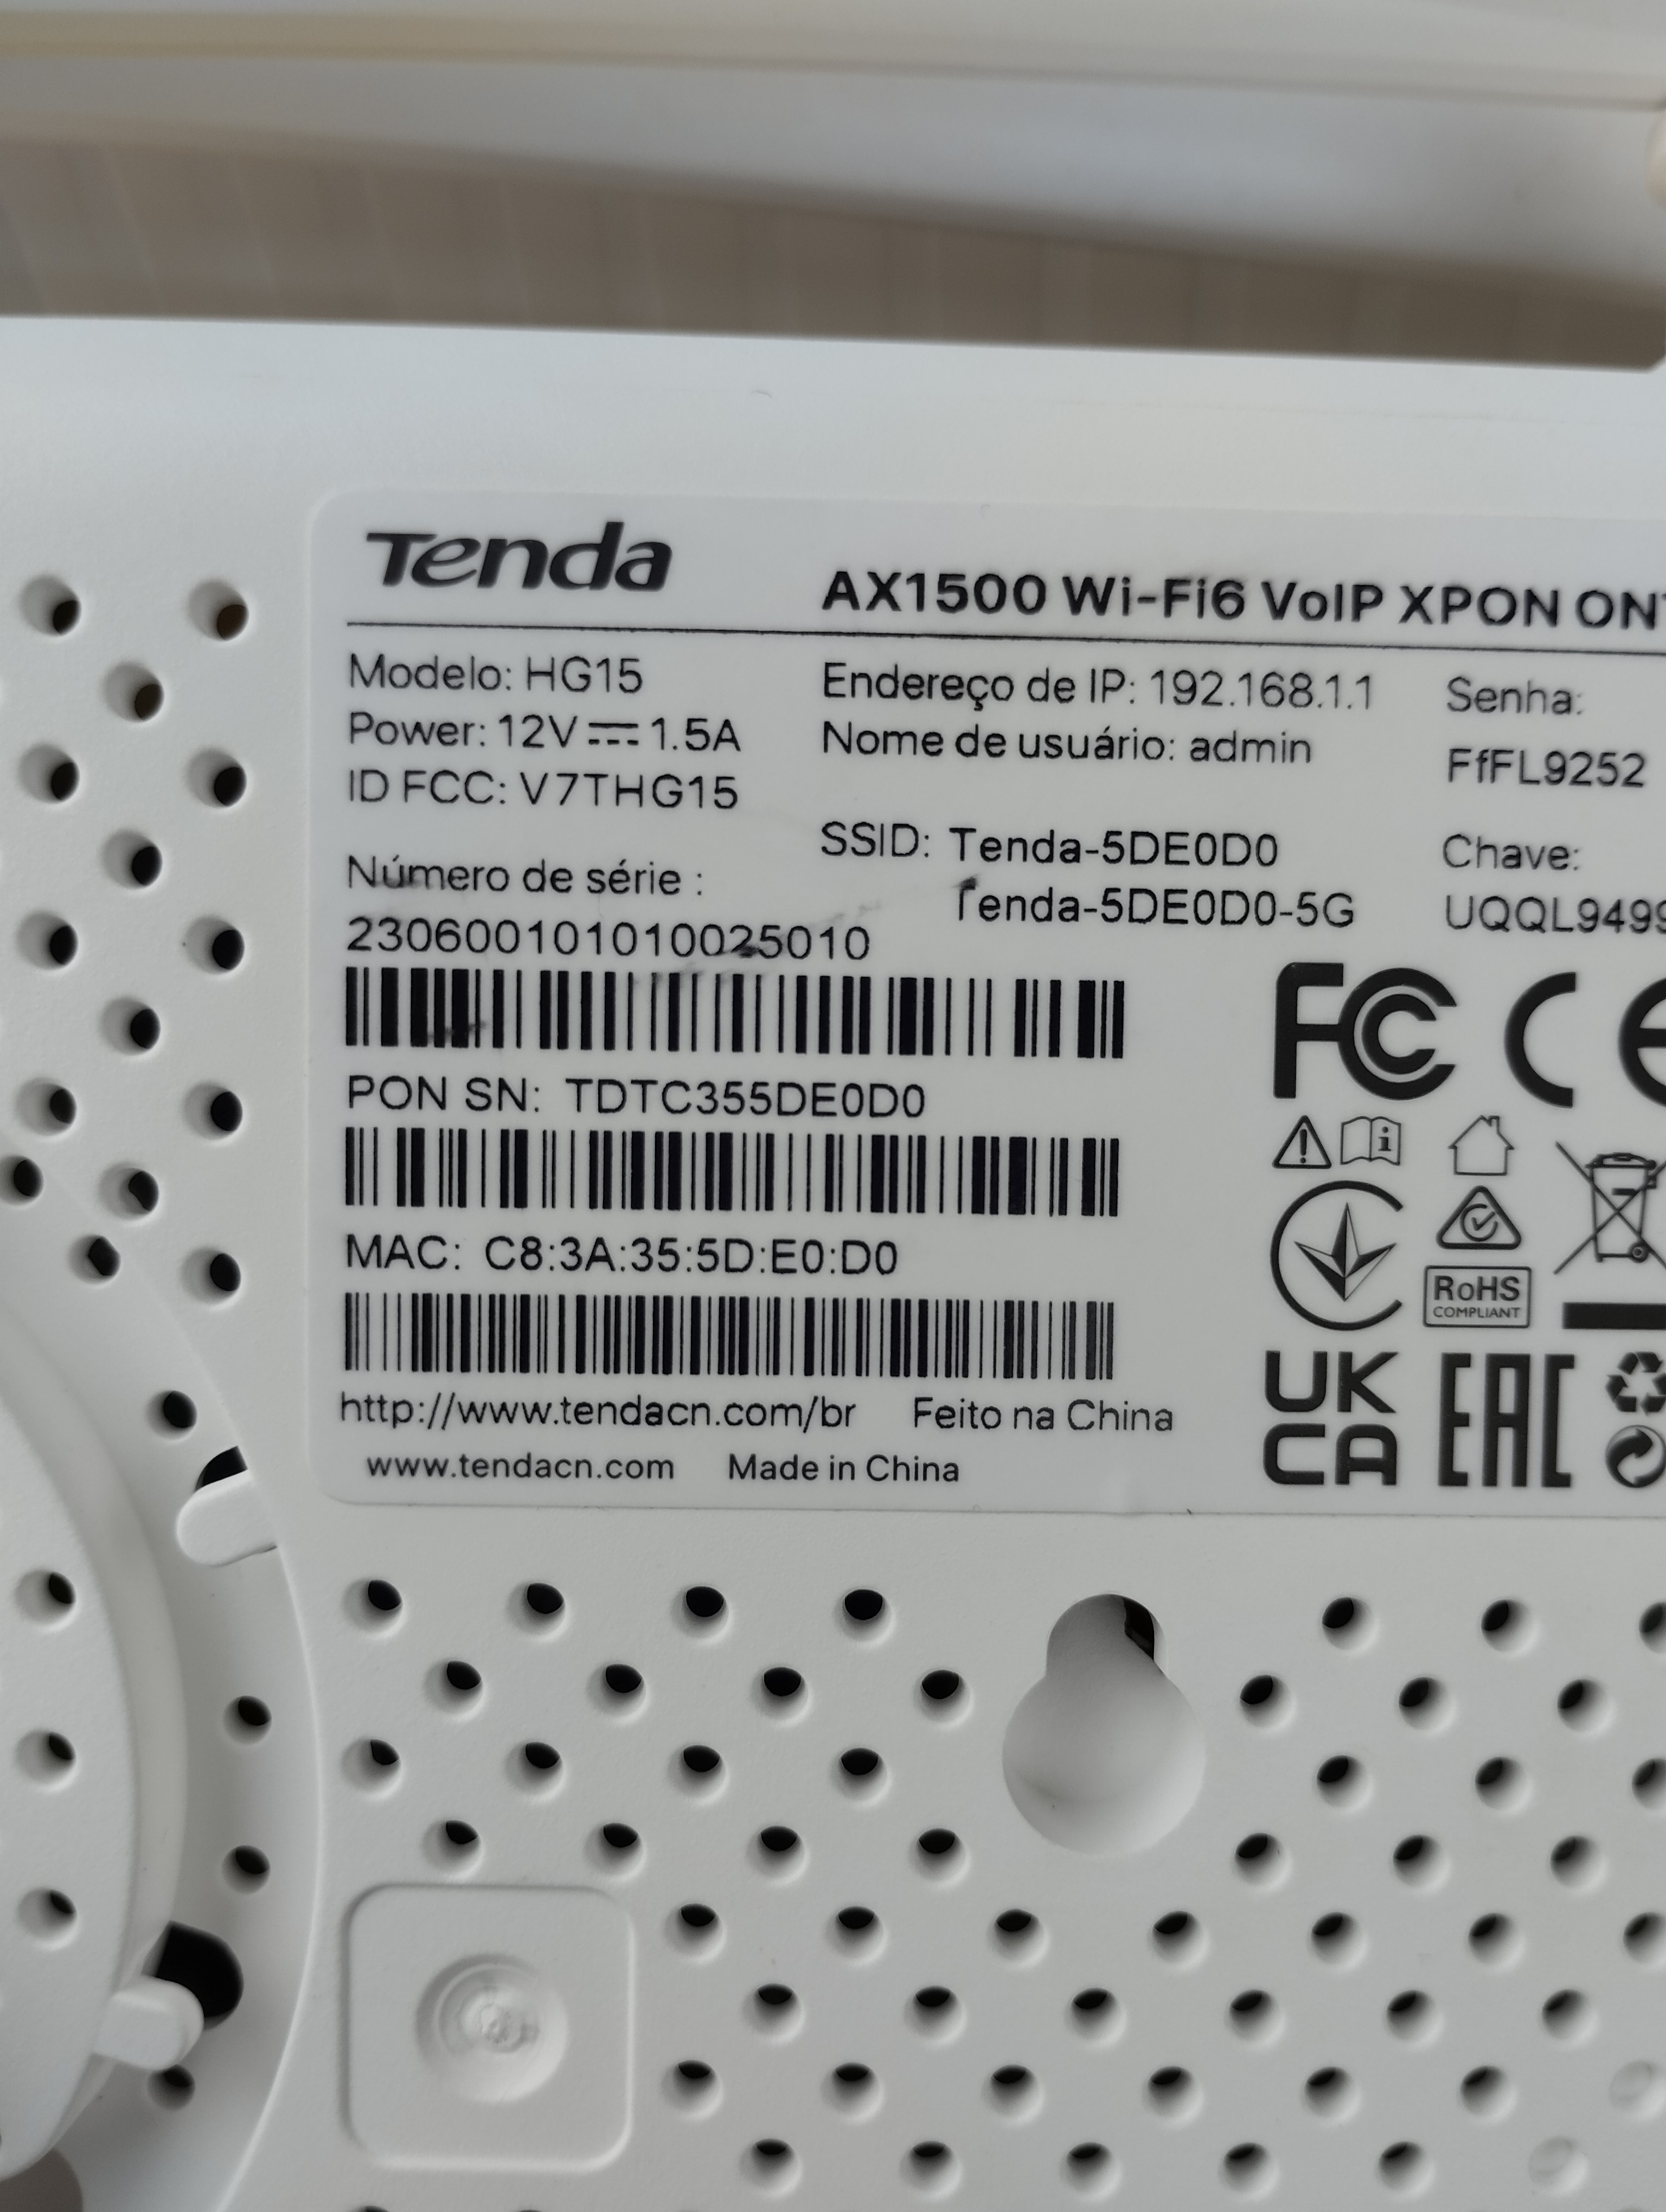 Tenda
AX1500 Wi-Fi6 VoIP XPON
Modelo: HG15
Power: 12V 1.5A
ID FCC: V7THG15
Endereço de IP: 192.168.1.1
Nome de usuário: admin
Senha:
FfFL9252
SSID: Tenda-5DE0D0
Tenda-5DE0D0-5G
Chave:
Número de série :
230600101010025010
PON SN: TDTC355DE0D0
MAC: C8:3A:35:5D:E0:D0
http://www.tendacn.com/br Feito na China
www.tendacn.com Made in China
FC CE
RoHS
COMPLIANT
UK
CA
EAC